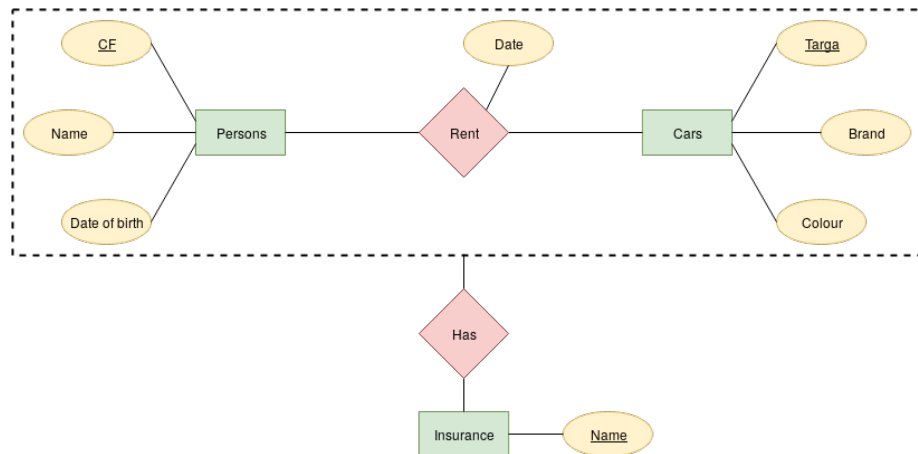 CF
Date
Targa
Name
Persons
Rent
Cars
Brand
Date of birth
Colour
Has
Insurance
Name